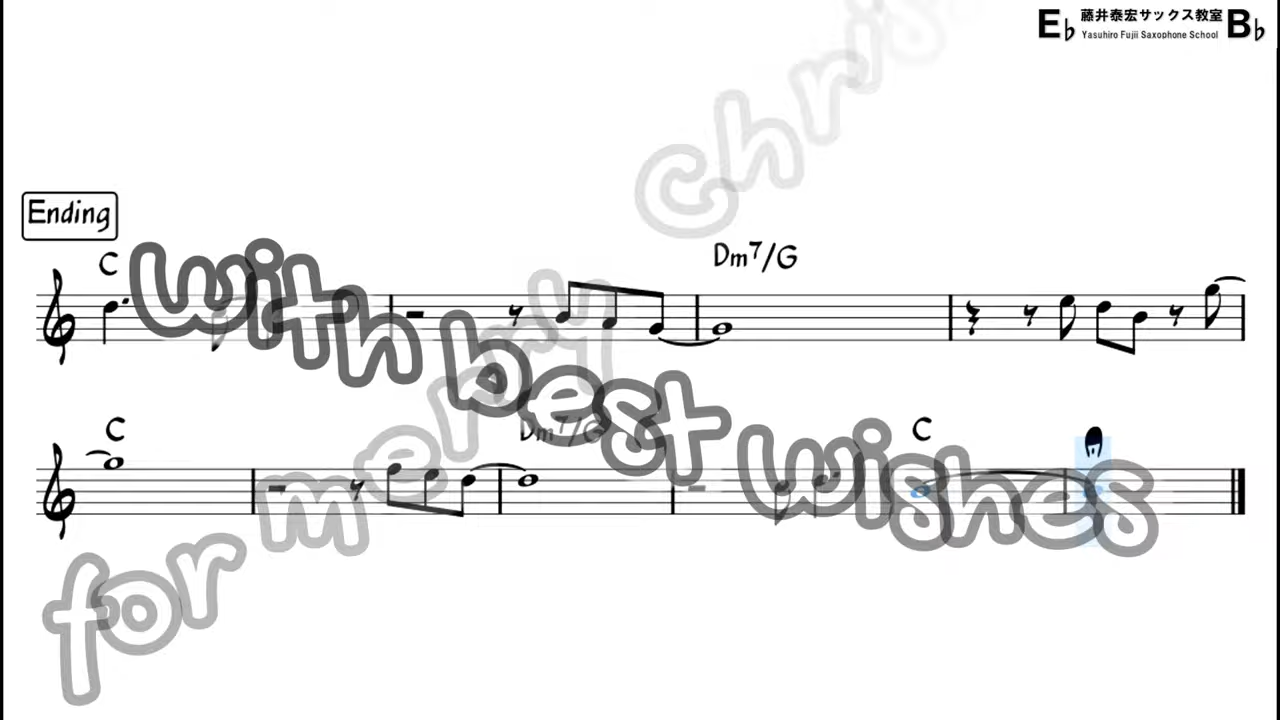 E♭ 藤井泰宏サックス教室 B♭
Yasuhiro Fujii Saxophone School
Chris
Ending
C
Dm7/G
with best wishes
for merry
C
Dm7/G
C